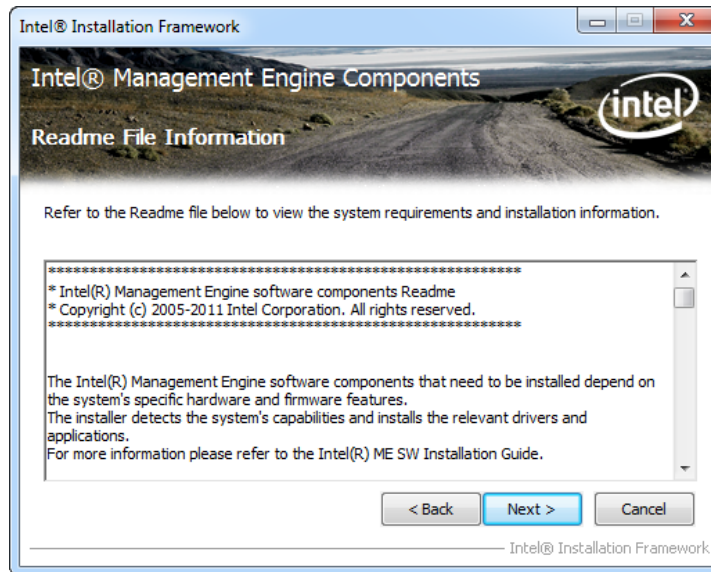 Intel® Installation Framework
Intel® Management Engine Components
intel
Readme File Information
Refer to the Readme file below to view the system requirements and installation information.
*********************************************************
* Intel(R) Management Engine software components Readme
* Copyright (c) 2005-2011 Intel Corporation. All rights reserved.
*********************************************************
The Intel(R) Management Engine software components that need to be installed depend on
the system's specific hardware and firmware features.
The installer detects the system's capabilities and installs the relevant drivers and
applications.
For more information please refer to the Intel(R) ME SW Installation Guide.
< Back Next > Cancel
Intel® Installation Framework